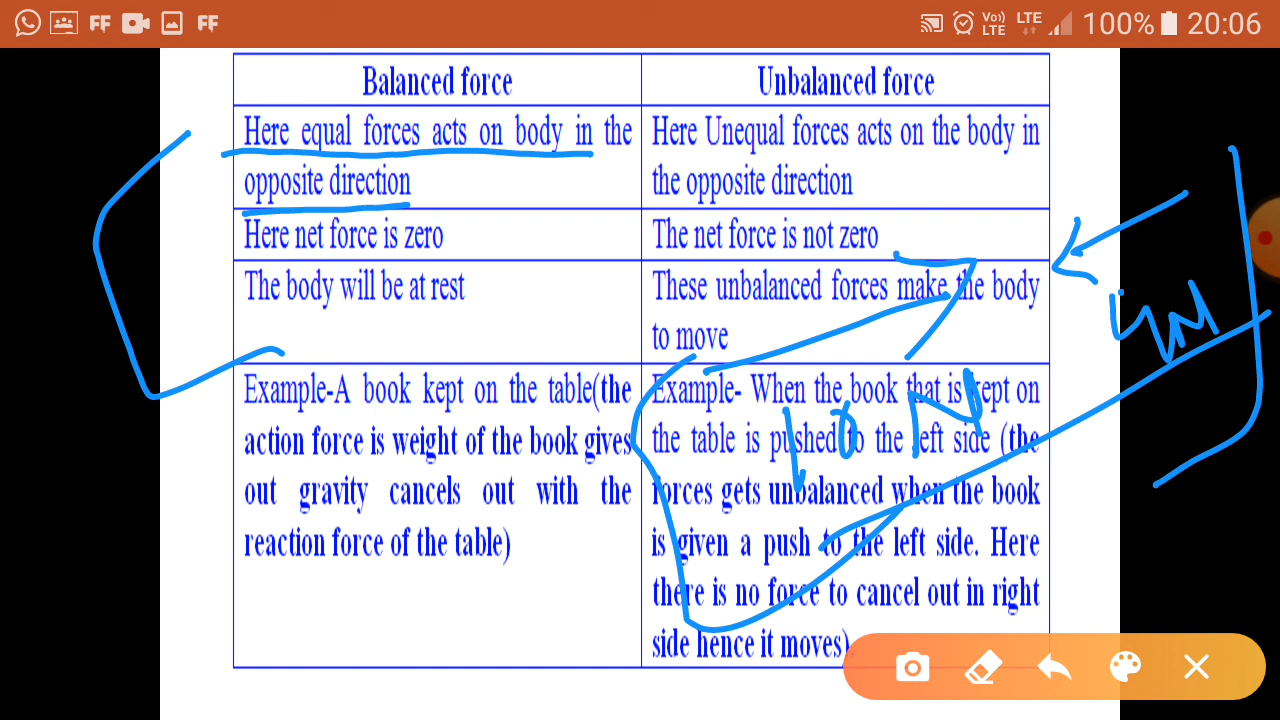 FF
FF
Vo))
LTE
LTE
100%
20:06
Balanced force
Unbalanced force
Here equal forces acts on body in the
opposite direction
Here Unequal forces acts on the body in
the opposite direction
Here net force is zero
The net force is not zero
The body will be at rest
These unbalanced forces make the body
to move
Example-A book kept on the table(the
action force is weight of the book gives
out gravity cancels out with the
reaction force of the table)
Example- When the book that is kept on
the table is pushed to the left side (the
forces gets unbalanced when the book
is given a push to the left side. Here
there is no force to cancel out in right
side hence it moves)
10 N